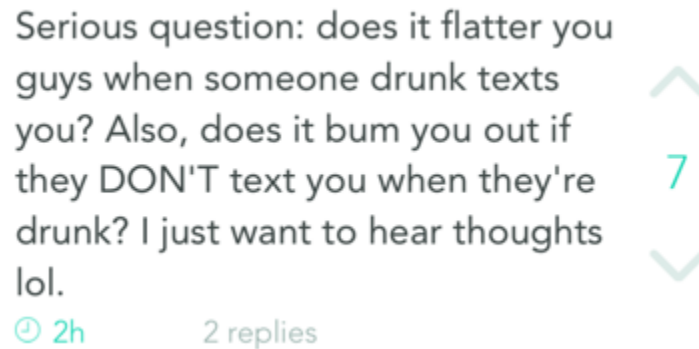 Serious question: does it flatter you
guys when someone drunk texts
you? Also, does it bum you out if
they DON'T text you when they're
drunk? I just want to hear thoughts
lol.
7
2h 2 replies